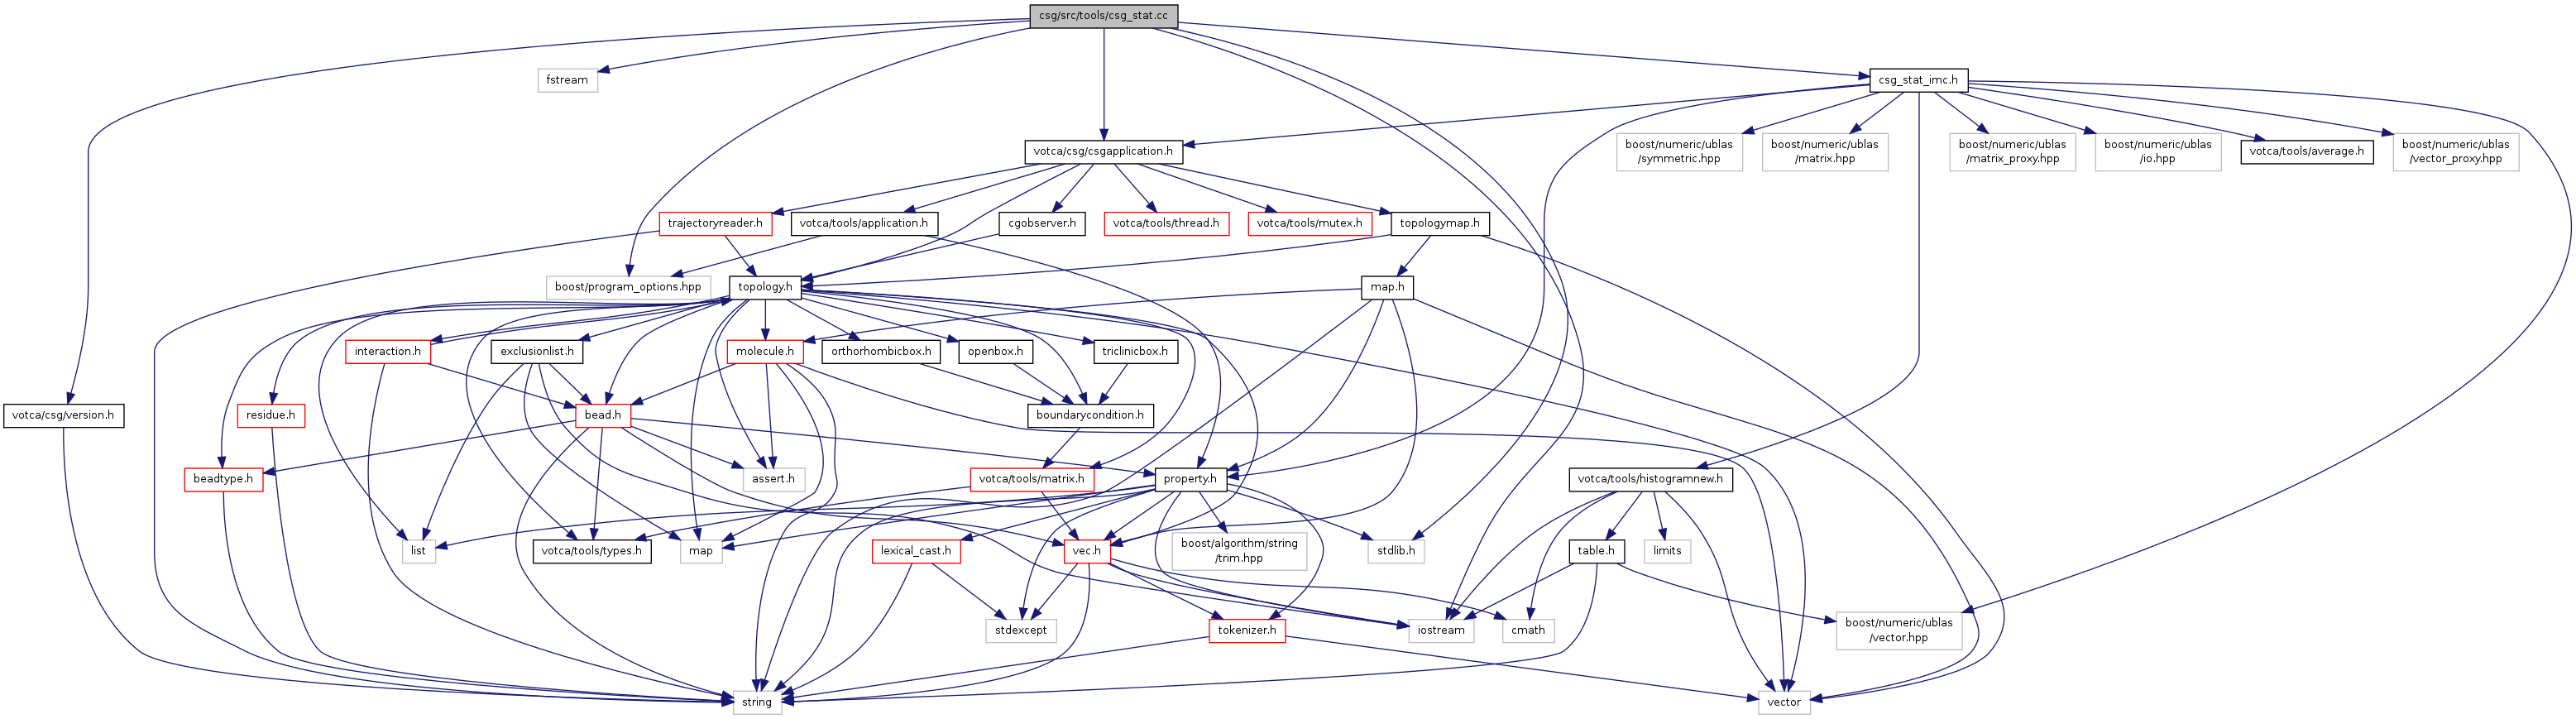 csg/src/tools/csg_stat.cc
fstream
csg_stat_imc.h
votca/csg/csgapplication.h
boost/numeric/ublas
/symmetric.hpp
boost/numeric/ublas
/matrix.hpp
boost/numeric/ublas
/matrix_proxy.hpp
boost/numeric/ublas
/io.hpp
votca/tools/average.h
boost/numeric/ublas
/vector_proxy.hpp
trajectoryreader.h
votca/tools/application.h
cgobserver.h
votca/tools/thread.h
votca/tools/mutex.h
topologymap.h
boost/program_options.hpp
topology.h
map.h
interaction.h
exclusionlist.h
molecule.h
orthorhombicbox.h
openbox.h
triclinicbox.h
votca/csg/version.h
residue.h
bead.h
boundarycondition.h
beadtype.h
assert.h
votca/tools/matrix.h
property.h
votca/tools/histogramnew.h
list
votca/tools/types.h
map
lexical_cast.h
vec.h
boost/algorithm/string
/trim.hpp
stdlib.h
table.h
limits
stdexcept
tokenizer.h
iostream
cmath
boost/numeric/ublas
/vector.hpp
string
vector